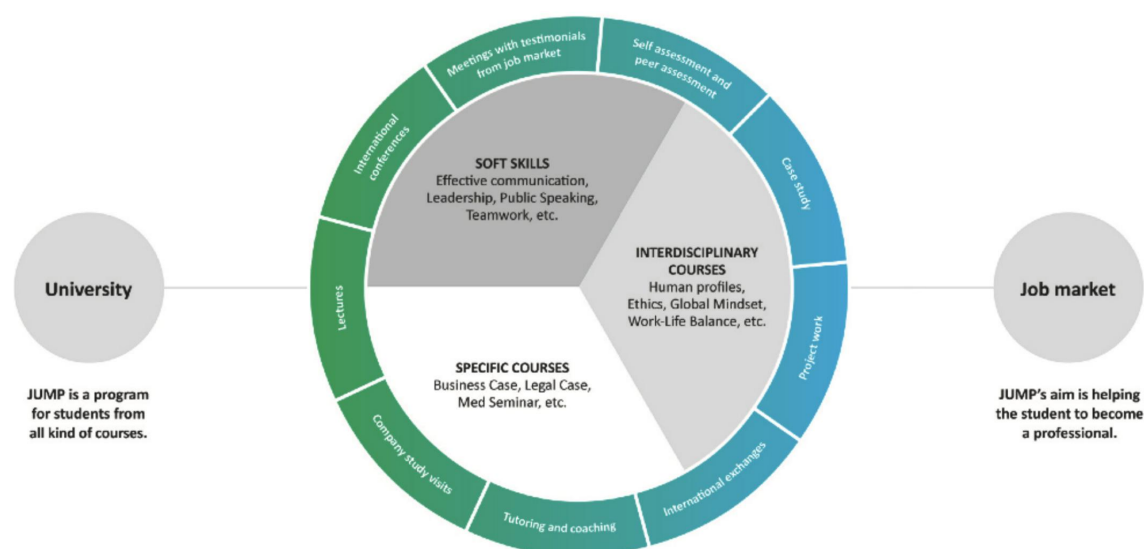 Meetings with testimonials
from job market
Self assessment and
peer assessment
International
conferences
Case study
SOFT SKILLS
Effective communication,
Leadership, Public Speaking,
Teamwork, etc.
INTERDISCIPLINARY
COURSES
Human profiles,
Ethics, Global Mindset,
Work-Life Balance, etc.
University
Job market
Lectures
Project work
SPECIFIC COURSES
Business Case, Legal Case,
Med Seminar, etc.
JUMP is a program
for students from
all kind of courses.
JUMP's aim is helping
the student to become
a professional.
Company study visits
International exchanges
Tutoring and coaching